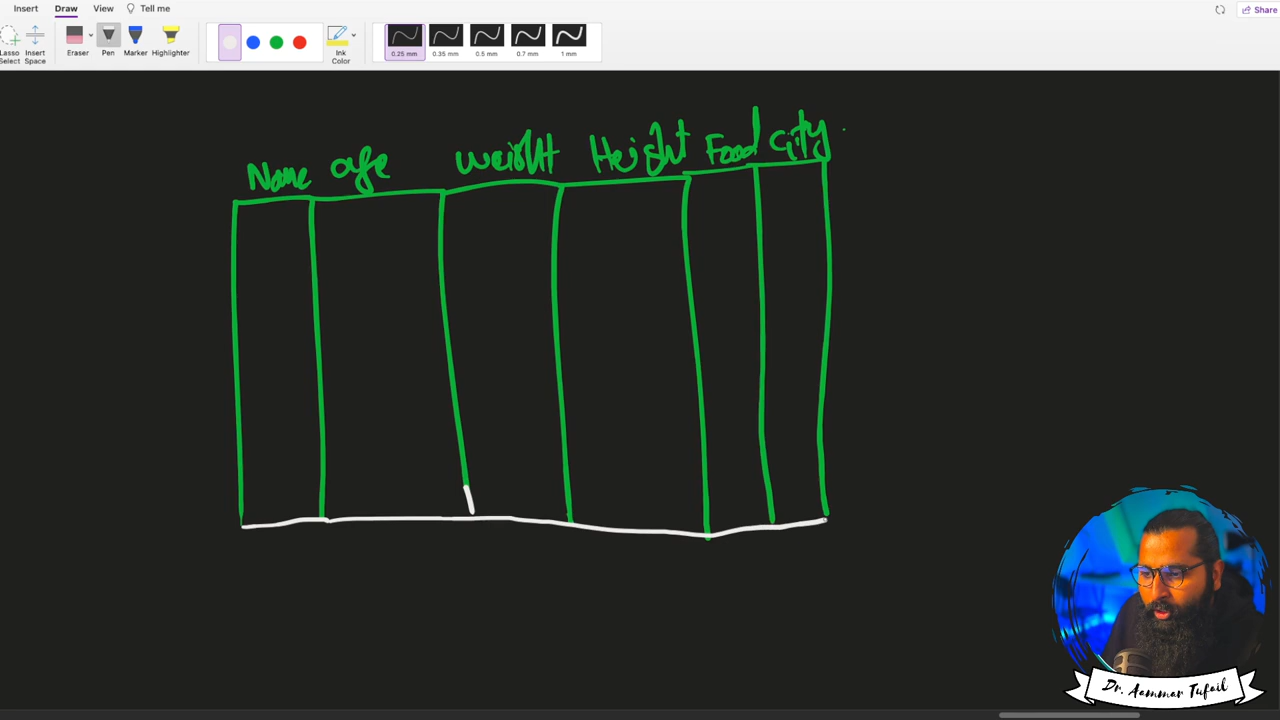 Insert Draw View Tell me
Share
Lasso Select
Insert Space
Eraser
Pen
Marker
Highlighter
Ink Color
0.25 mm
0.35 mm
0.5 mm
0.7 mm
1 mm
Name age weight Height Food City
Dr. Aammar Tufail